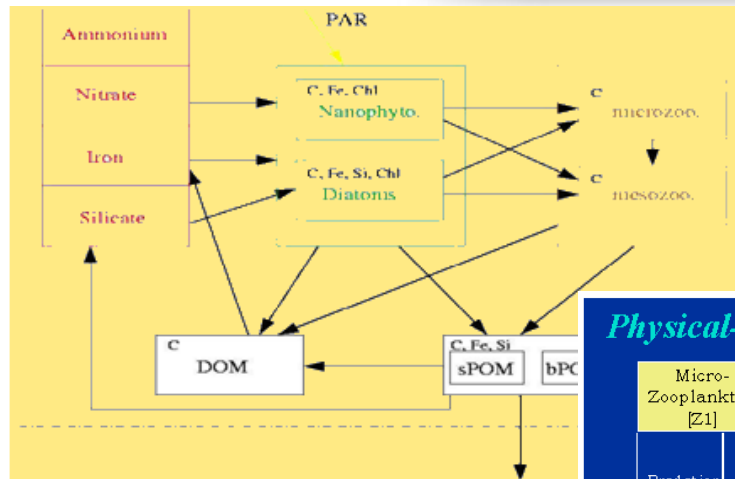 PAR
Ammonium
Nitrate
Iron
Silicate
C, Fe, Chl
Nanophyto.
C, Fe, Si, Chl
Diatoms
C
microzoo.
C
mesozoo.
C
DOM
C, Fe, Si
sPOM
Physical-
Micro-
[Z1]